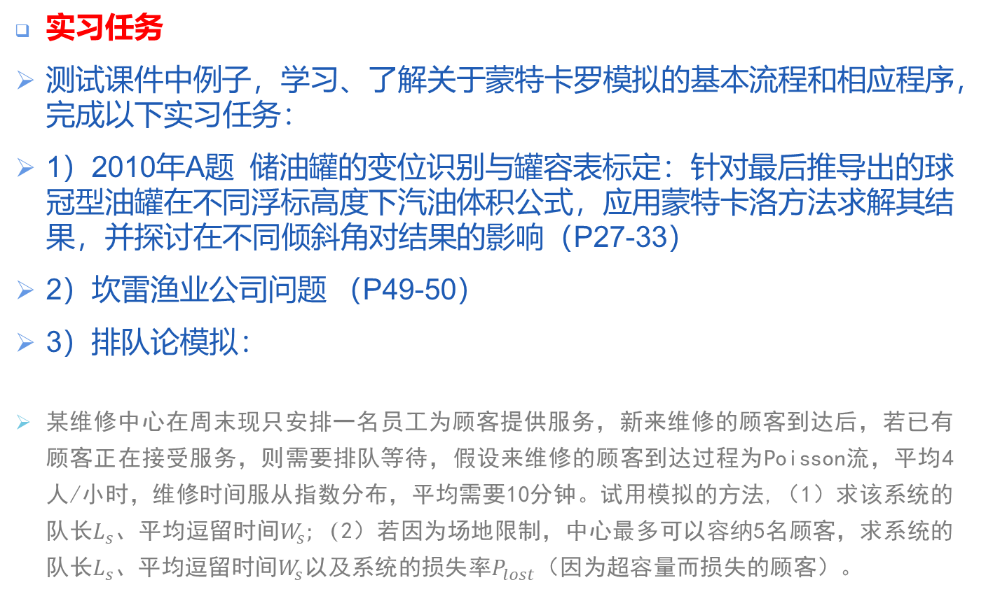 实习任务
测试课件中例子，学习、了解关于蒙特卡罗模拟的基本流程和相应程序，
完成以下实习任务：
1）2010年A题 储油罐的变位识别与罐容表标定：针对最后推导出的球
冠型油罐在不同浮标高度下汽油体积公式，应用蒙特卡洛方法求解其结
果，并探讨在不同倾斜角对结果的影响（P27-33）
2）坎雷渔业公司问题 （P49-50）
3）排队论模拟：
某维修中心在周末现只安排一名员工为顾客提供服务，新来维修的顾客到达后，若已有
顾客正在接受服务，则需要排队等待，假设来维修的顾客到达过程为Poisson流，平均4
人/小时，维修时间服从指数分布，平均需要10分钟。试用模拟的方法,（1）求该系统的
队长Lₛ、平均逗留时间Wₛ;（2）若因为场地限制，中心最多可以容纳5名顾客，求系统的
队长Lₛ、平均逗留时间Wₛ以及系统的损失率P_lost（因为超容量而损失的顾客）。